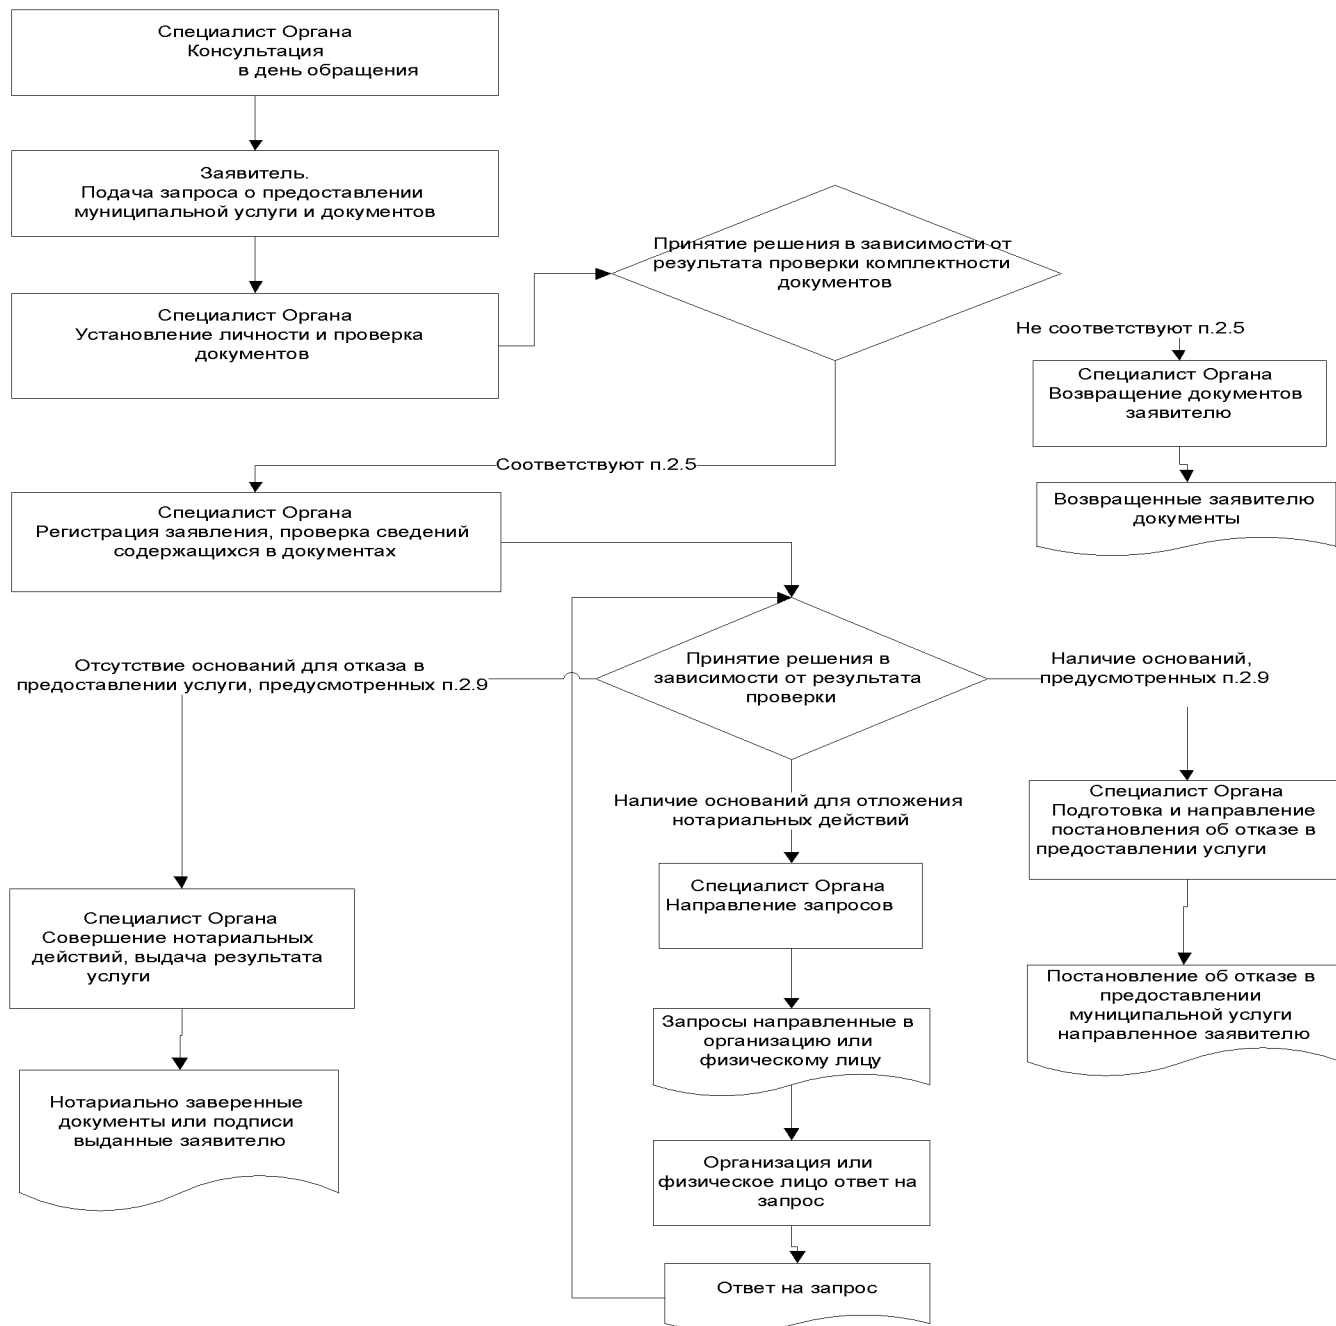 Специалист Органа
Консультация
в день обращения
Заявитель.
Подача запроса о предоставлении
муниципальной услуги и документов
Специалист Органа
Установление личности и проверка
документов
Принятие решения в зависимости от
результата проверки комплектности
документов
Не соответствуют п.2.5
Специалист Органа
Возвращение документов
заявителю
Возвращенные заявителю
документы
Соответствуют п.2.5
Специалист Органа
Регистрация заявления, проверка сведений
содержащихся в документах
Принятие решения в
зависимости от результата
проверки
Отсутствие оснований для отказа в
предоставлении услуги, предусмотренных п.2.9
Наличие оснований,
предусмотренных п.2.9
Наличие оснований для отложения
нотариальных действий
Специалист Органа
Подготовка и направление
постановления об отказе в
предоставлении услуги
Специалист Органа
Направление запросов
Специалист Органа
Совершение нотариальных
действий, выдача результата
услуги
Постановление об отказе в
предоставлении
муниципальной услуги
направленное заявителю
Запросы направленные в
организацию или
физическому лицу
Нотариально заверенные
документы или подписи
выданные заявителю
Организация или
физическое лицо ответ на
запрос
Ответ на запрос